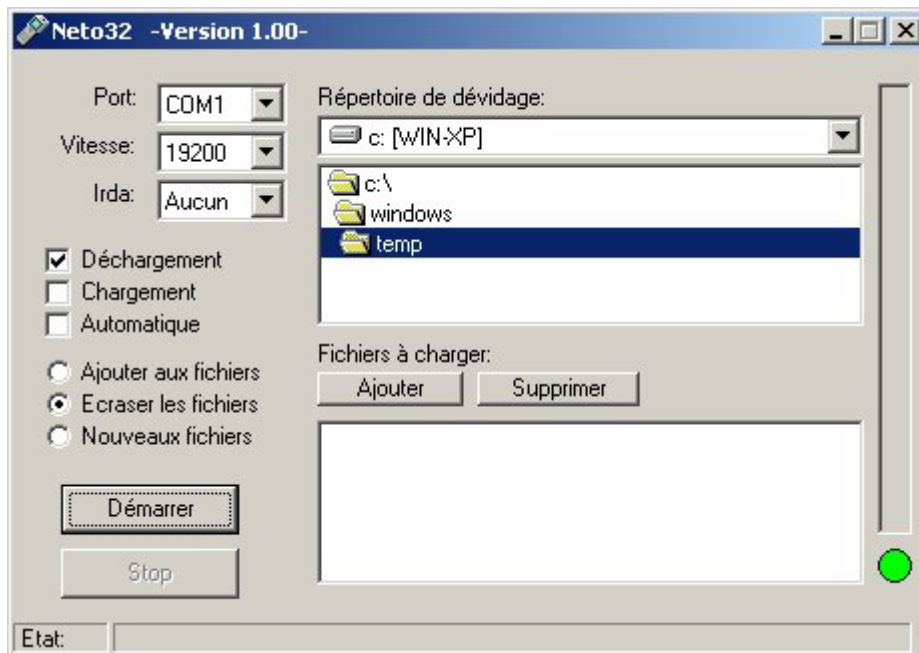 Neto32 -Version 1.00-
Port:
COM1
Vitesse:
19200
Irda:
Aucun
Déchargement
Chargement
Automatique
Ajouter aux fichiers
Ecraser les fichiers
Nouveaux fichiers
Démarrer
Stop
Répertoire de dévidage:
c: [WIN-XP]
c:\
windows
temp
Fichiers à charger:
Ajouter
Supprimer
Etat: